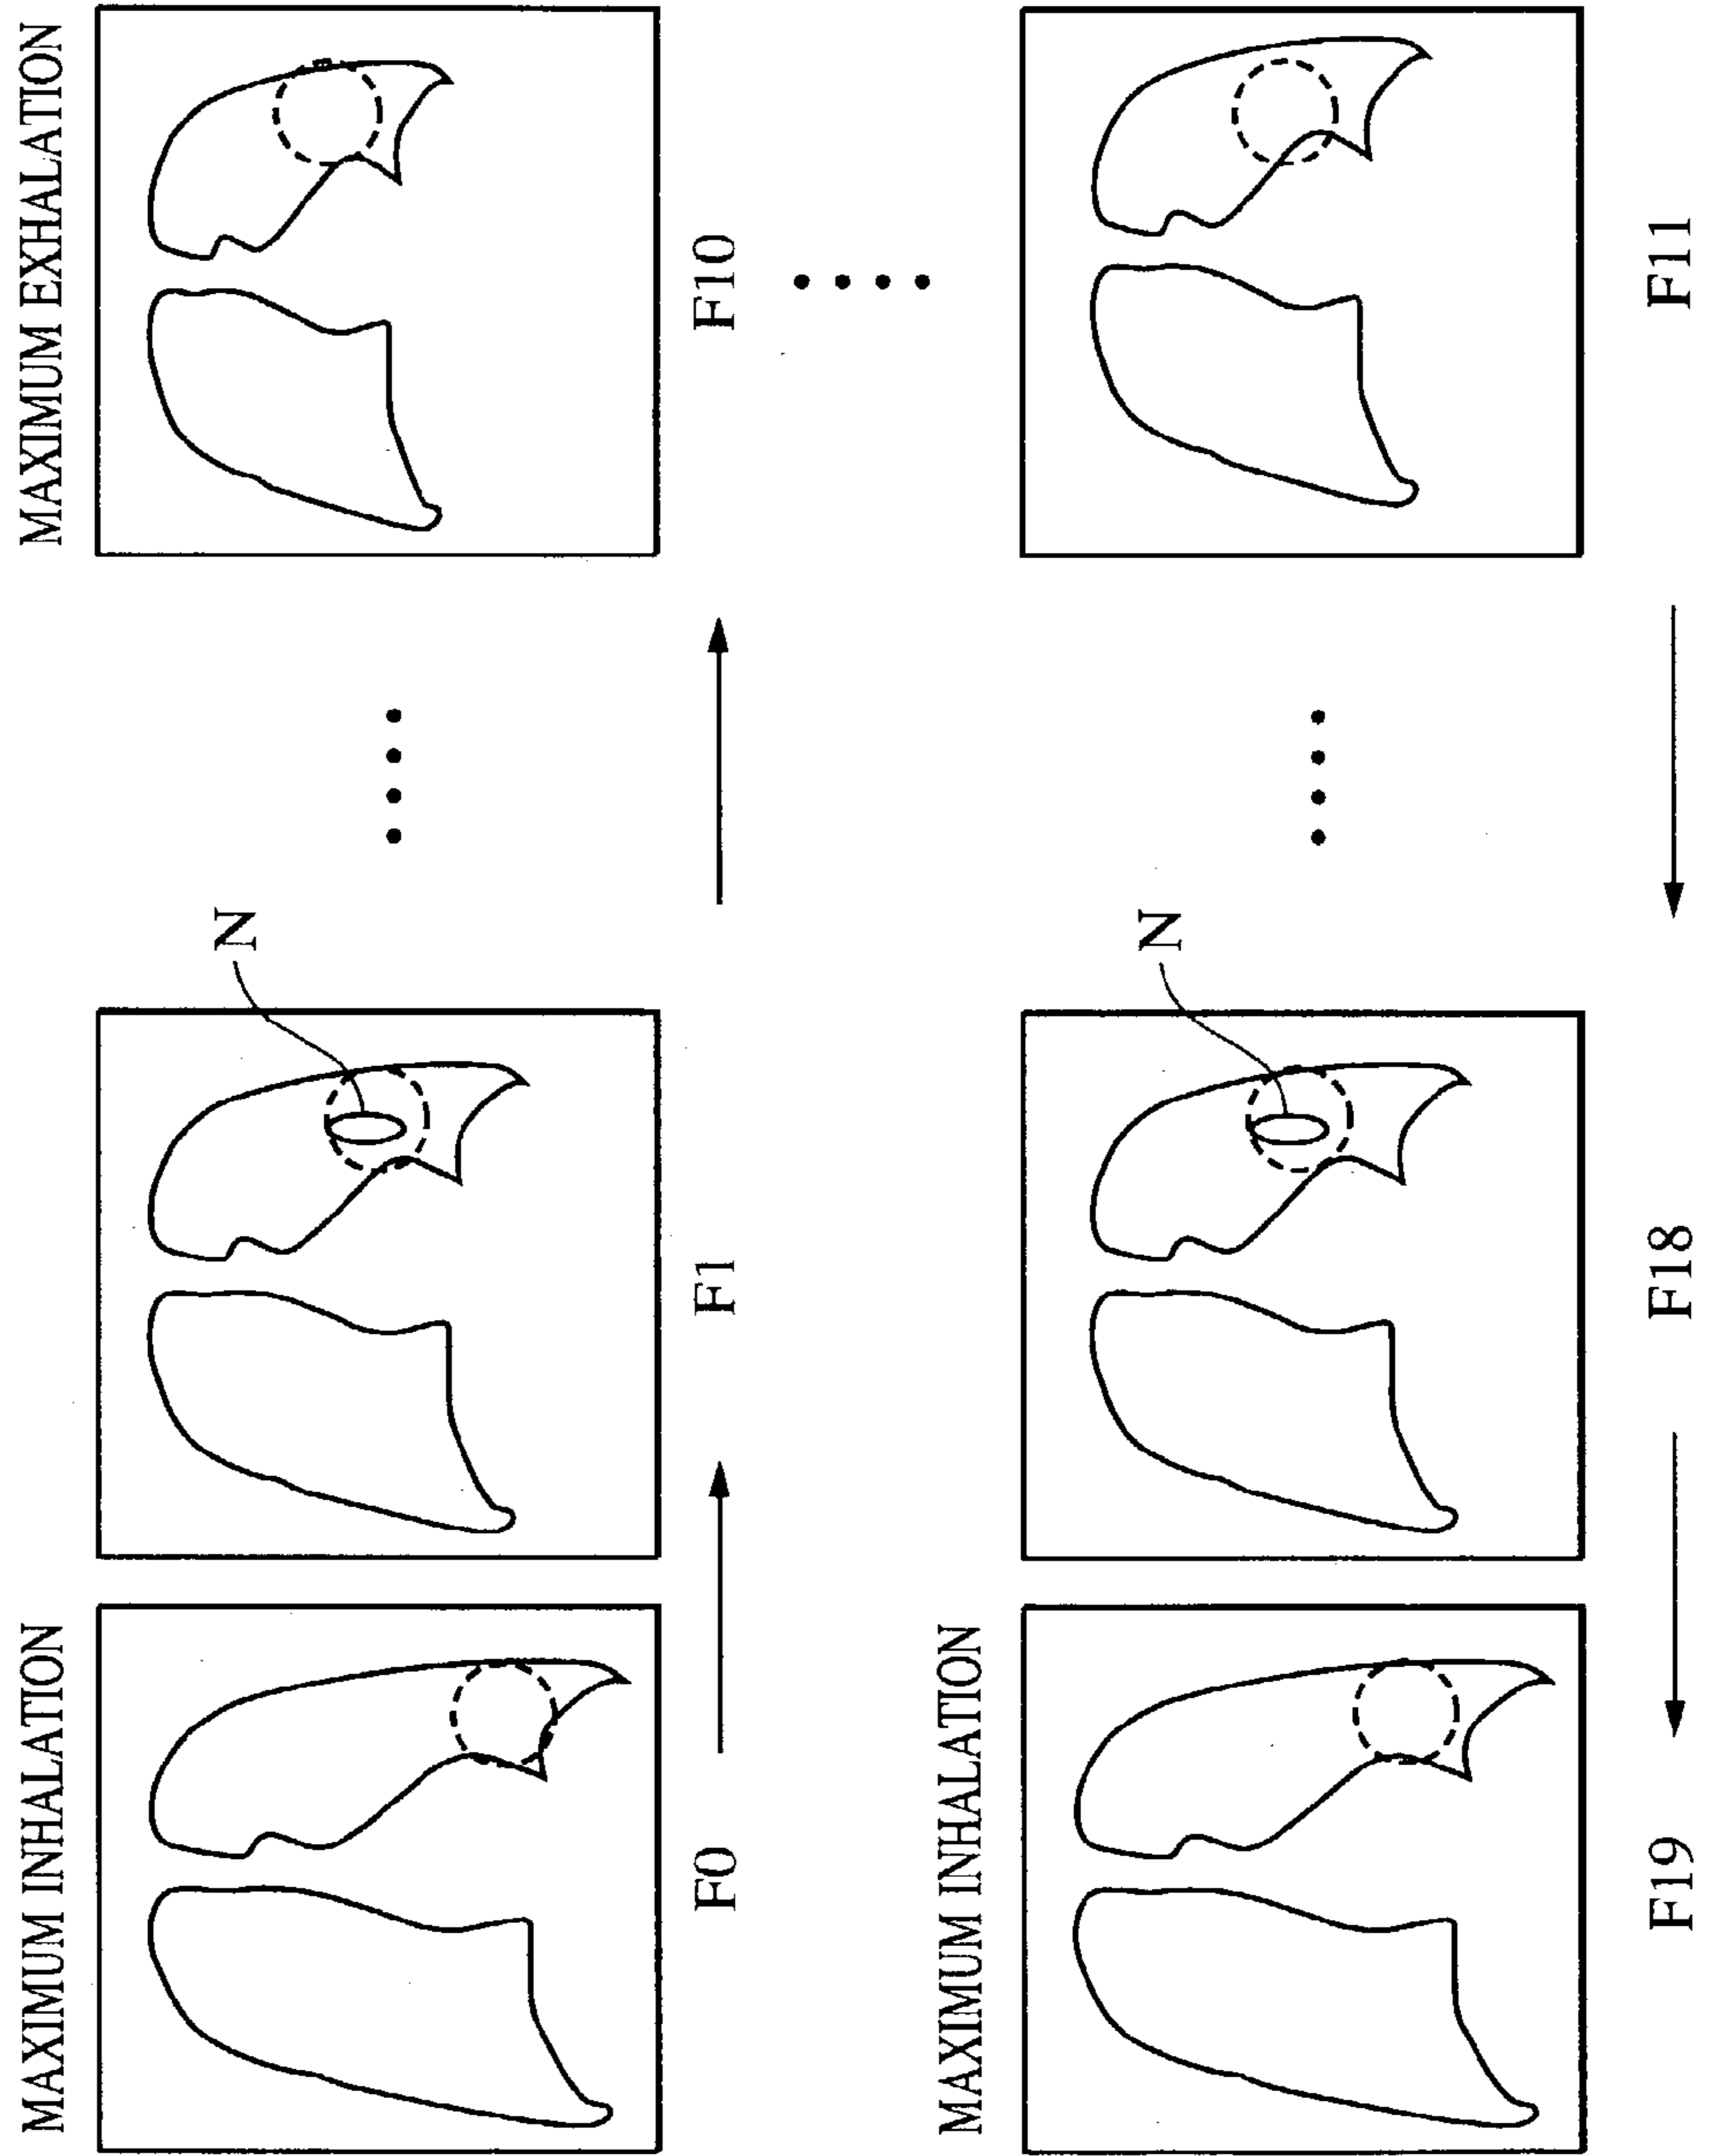 MAXIMUM INHALATION
MAXIMUM EXHALATION
N
F0
F1
F10
MAXIMUM INHALATION
N
F19
F18
F11